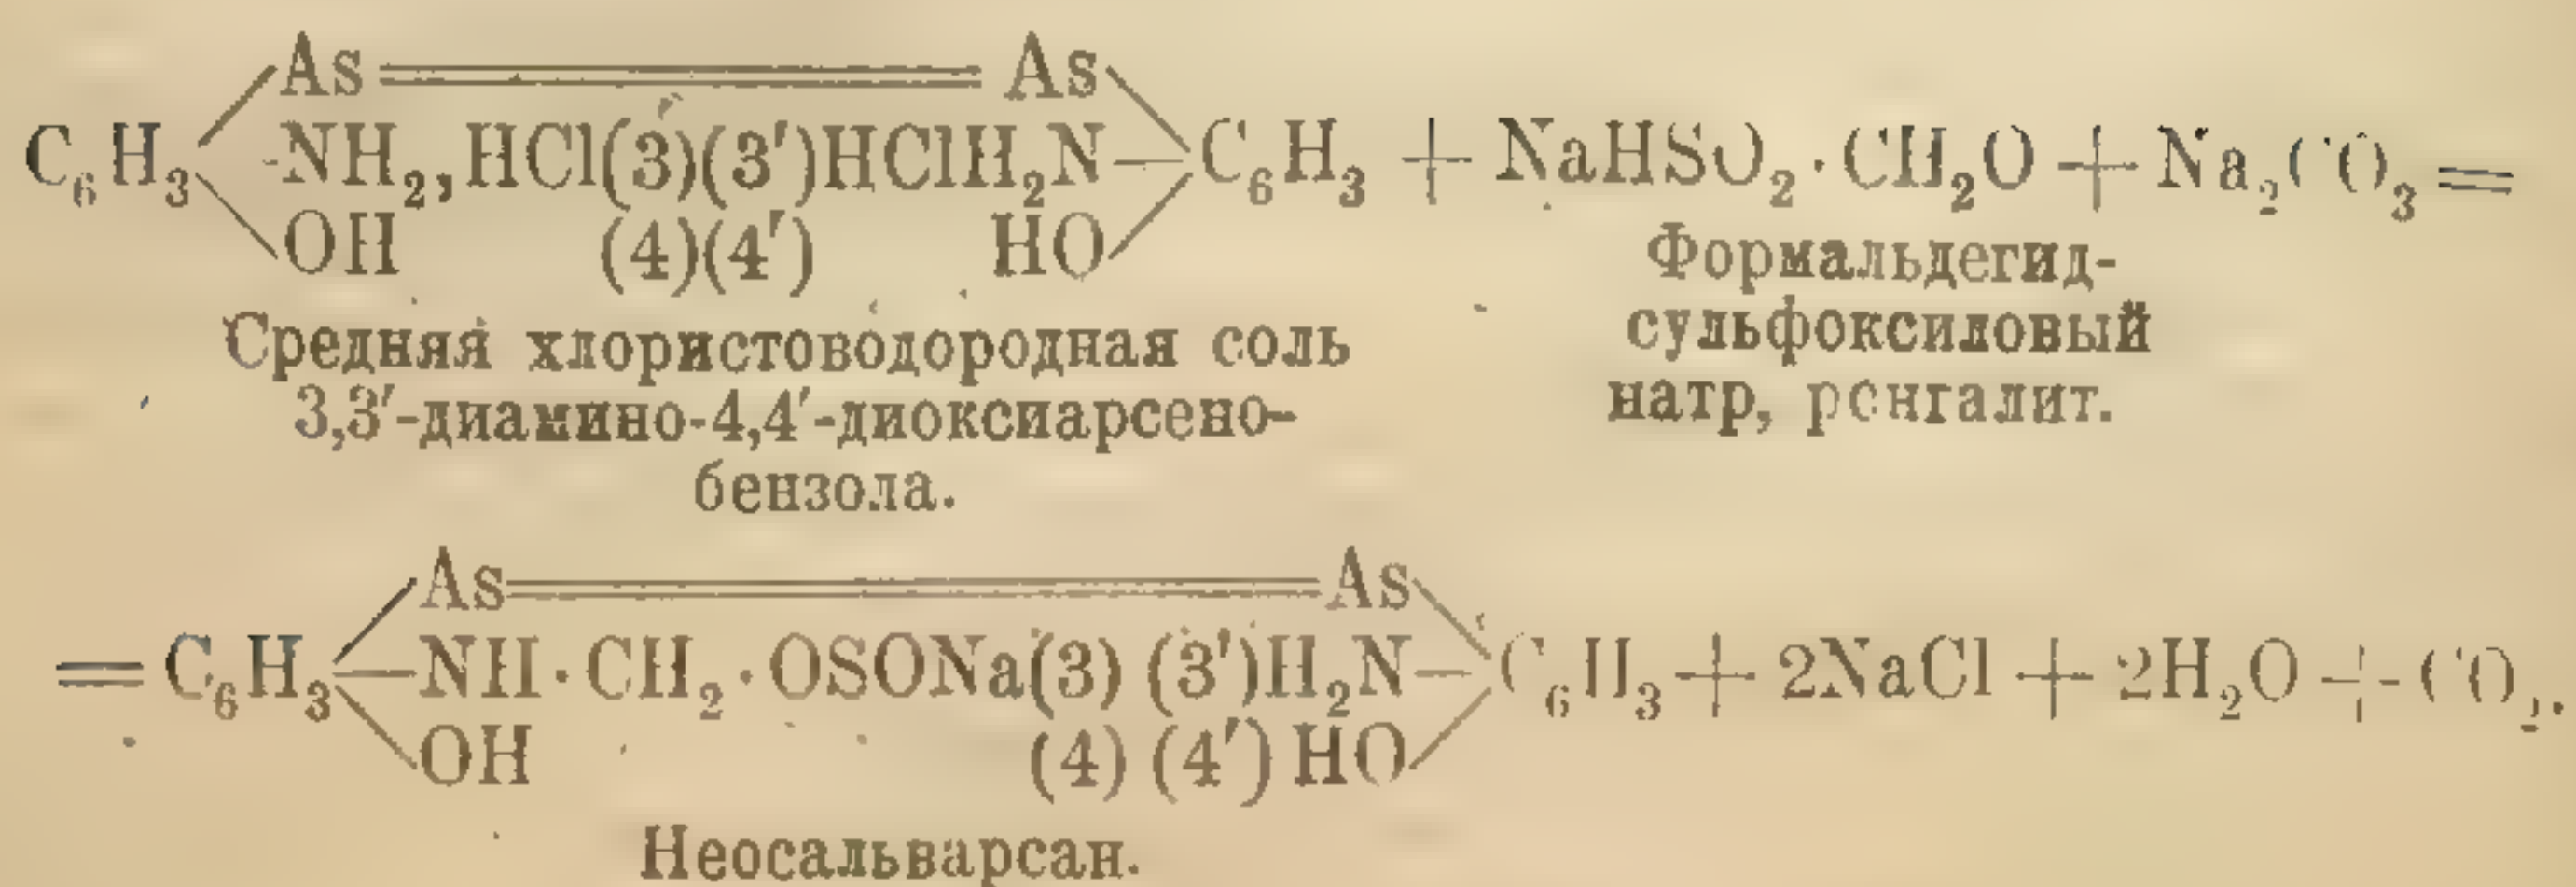 As = As
C₆H₃ -NH₂,HCl(3)(3′)HClH₂N- C₆H₃ + NaHSO₂·CH₂O + Na₂CO₃ =
OH (4)(4′) HO
Формальдегид-
сульфоксиловый
натр, ронгалит.
Средняя хлористоводородная соль
3,3′-диамино-4,4′-диоксиарсено-
бензола.
As = As
= C₆H₃ -NH·CH₂·OSONa(3) (3′)H₂N- C₆H₃ + 2NaCl + 2H₂O + CO₂.
OH (4) (4′) HO
Неосальварсан.